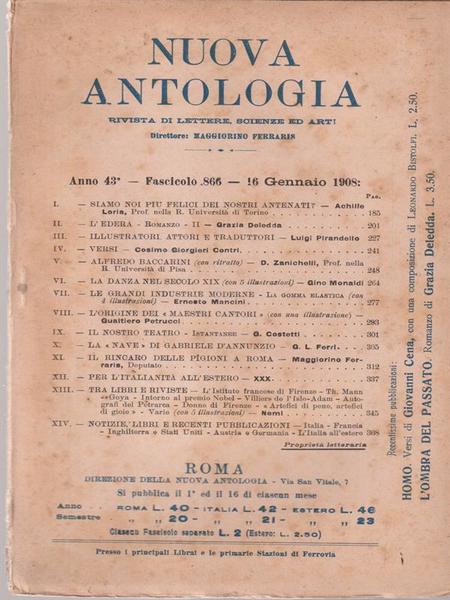 NUOVA
ANTOLOGIA
RIVISTA DI LETTERE, SCIENZE ED ARTI
Direttore: MAGGIORINO FERRARIS
Anno 43° — Fascicolo 866 — 16 Gennaio 1908:
PAG.
I. — SIAMO NOI PIÙ FELICI DEI NOSTRI ANTENATI? — Achille
Loria, Prof. nella R. Università di Torino 185
II. — L'EDERA - ROMANZO - II — Grazia Deledda 201
III. — ILLUSTRATORI, ATTORI E TRADUTTORI — Luigi Pirandello 227
IV. — VERSI — Cosimo Giorgieri Contri. 241
V. — ALFREDO BACCARINI (con ritratto) — D. Zanichelli, Prof. nella
R. Università di Pisa 248
VI. — LA DANZA NEL SECOLO XIX (con 5 illustrazioni) — Gino Monaldi 264
VII. — LE GRANDI INDUSTRIE MODERNE - LA GOMMA ELASTICA (con
4 illustrazioni) — Ernesto Mancini. 277
VIII. — L'ORIGINE DEI «MAESTRI CANTORI» (con una illustrazione) —
Gualtiero Petrucci 293
IX. — IL NOSTRO TEATRO - ISTANTANEE — G. Costetti 301
X. — LA «NAVE» DI GABRIELE D'ANNUNZIO — G. L. Ferri. 305
XI. — IL RINCARO DELLE PIGIONI A ROMA — Maggiorino Fer-
raris, Deputato 312
XII. — PER L'ITALIANITÀ ALL'ESTERO — XXX. 337
XIII. — TRA LIBRI E RIVISTE — L'Istituto francese di Firenze - Th. Mann
- Goya - Intorno al premio Nobel - Villiers de l'Isle-Adam - Auto-
grafi del Petrarca - Donne di Firenze - «Artefici di pene, artefici
di gioie» - Varie (con 5 illustrazioni) — Nemi 345
XIV. — NOTIZIE, LIBRI E RECENTI PUBBLICAZIONI — Italia - Francia
- Inghilterra e Stati Uniti - Austria e Germania - L'Italia all'estero 368
Proprietà letteraria
ROMA
DIREZIONE DELLA NUOVA ANTOLOGIA - Via San Vitale, 7
Si pubblica il 1° ed il 16 di ciascun mese
Anno ROMA L. 40 - ITALIA L. 42 - ESTERO L. 46
Semestre „ „ 20 - „ „ 21 - „ „ 23
Ciascun Fascicolo separato L. 2 (Estero: L. 2.50)
Presso i principali Librai e le primarie Stazioni di Ferrovia
Recentissime pubblicazioni:
HOMO. Versi di Giovanni Cena, con una composizione di LEONARDO BISTOLFI. L. 2.50.
L'OMBRA DEL PASSATO. Romanzo di Grazia Deledda. L. 3.50.